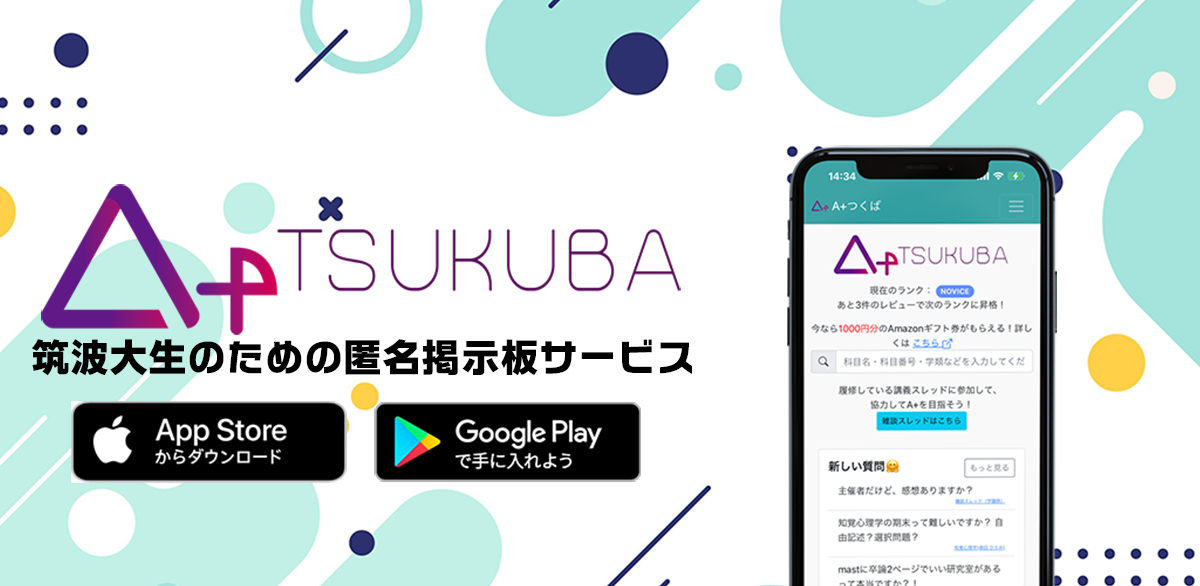 A+ TSUKUBA
筑波大生のための匿名掲示板サービス
App Store
からダウンロード
Google Play
で手に入れよう
14:34
A+ A+つくば
A+ TSUKUBA
現在のランク： NOVICE
あと3件のレビューで次のランクに昇格！
今なら1000円分のAmazonギフト券がもらえる！詳し
くは こちら
科目名・科目番号・学類などを入力してくだ
履修している講義スレッドに参加して、
協力してA+を目指そう！
雑談スレッドはこちら
新しい質問🤗
もっと見る
主催者だけど、感想ありますか？
知覚心理学の期末って難しいですか？ 自
由記述？選択問題？
mastに卒論2ページでいい研究室がある
って本当ですか？！